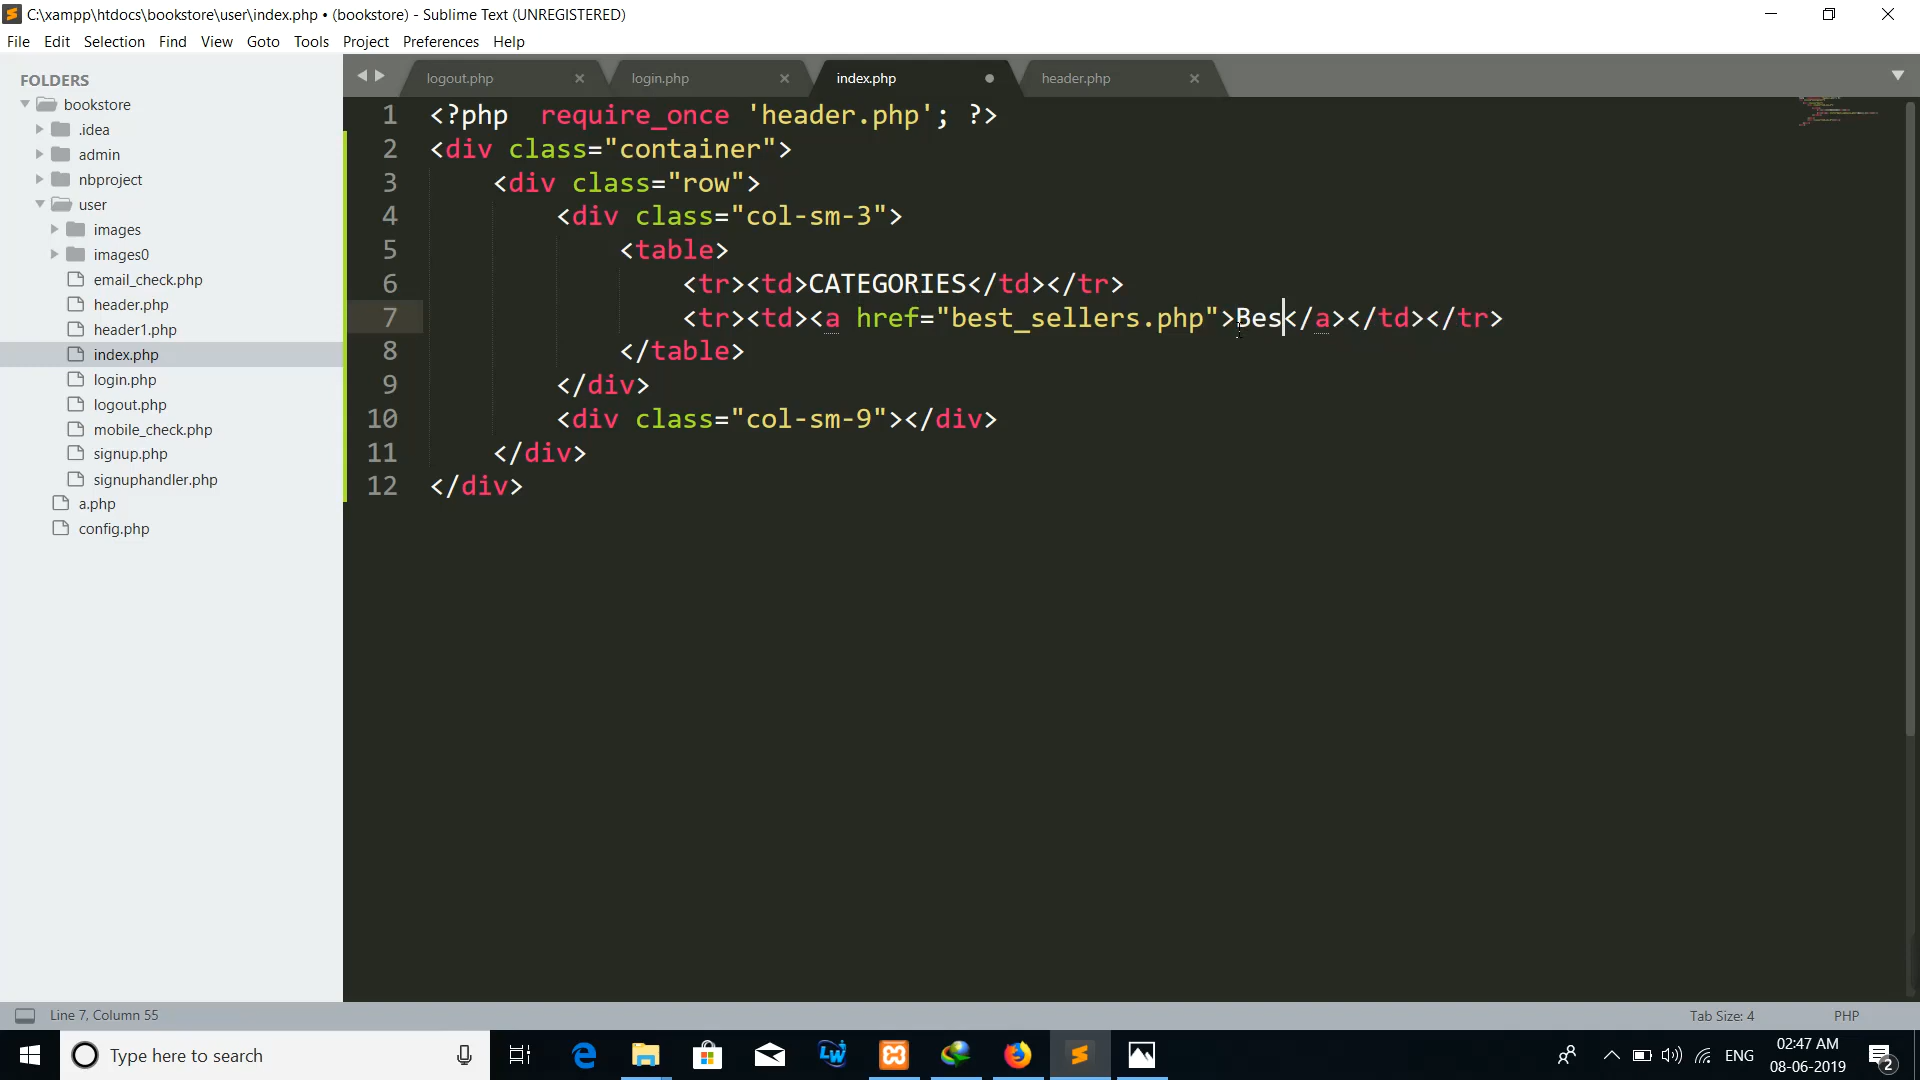 C:\xampp\htdocs\bookstore\user\index.php • (bookstore) - Sublime Text (UNREGISTERED)
File Edit Selection Find View Goto Tools Project Preferences Help
FOLDERS
bookstore
.idea
admin
nbproject
user
images
images0
email_check.php
header.php
header1.php
index.php
login.php
logout.php
mobile_check.php
signup.php
signuphandler.php
a.php
config.php
logout.php login.php index.php header.php
1 <?php  require_once 'header.php'; ?>
2 <div class="container">
3     <div class="row">
4         <div class="col-sm-3">
5             <table>
6                 <tr><td>CATEGORIES</td></tr>
7                 <tr><td><a href="best_sellers.php">Bes</a></td></tr>
8             </table>
9         </div>
10         <div class="col-sm-9"></div>
11     </div>
12 </div>
Line 7, Column 55 Tab Size: 4 PHP
Type here to search
ENG
02:47 AM
08-06-2019
2